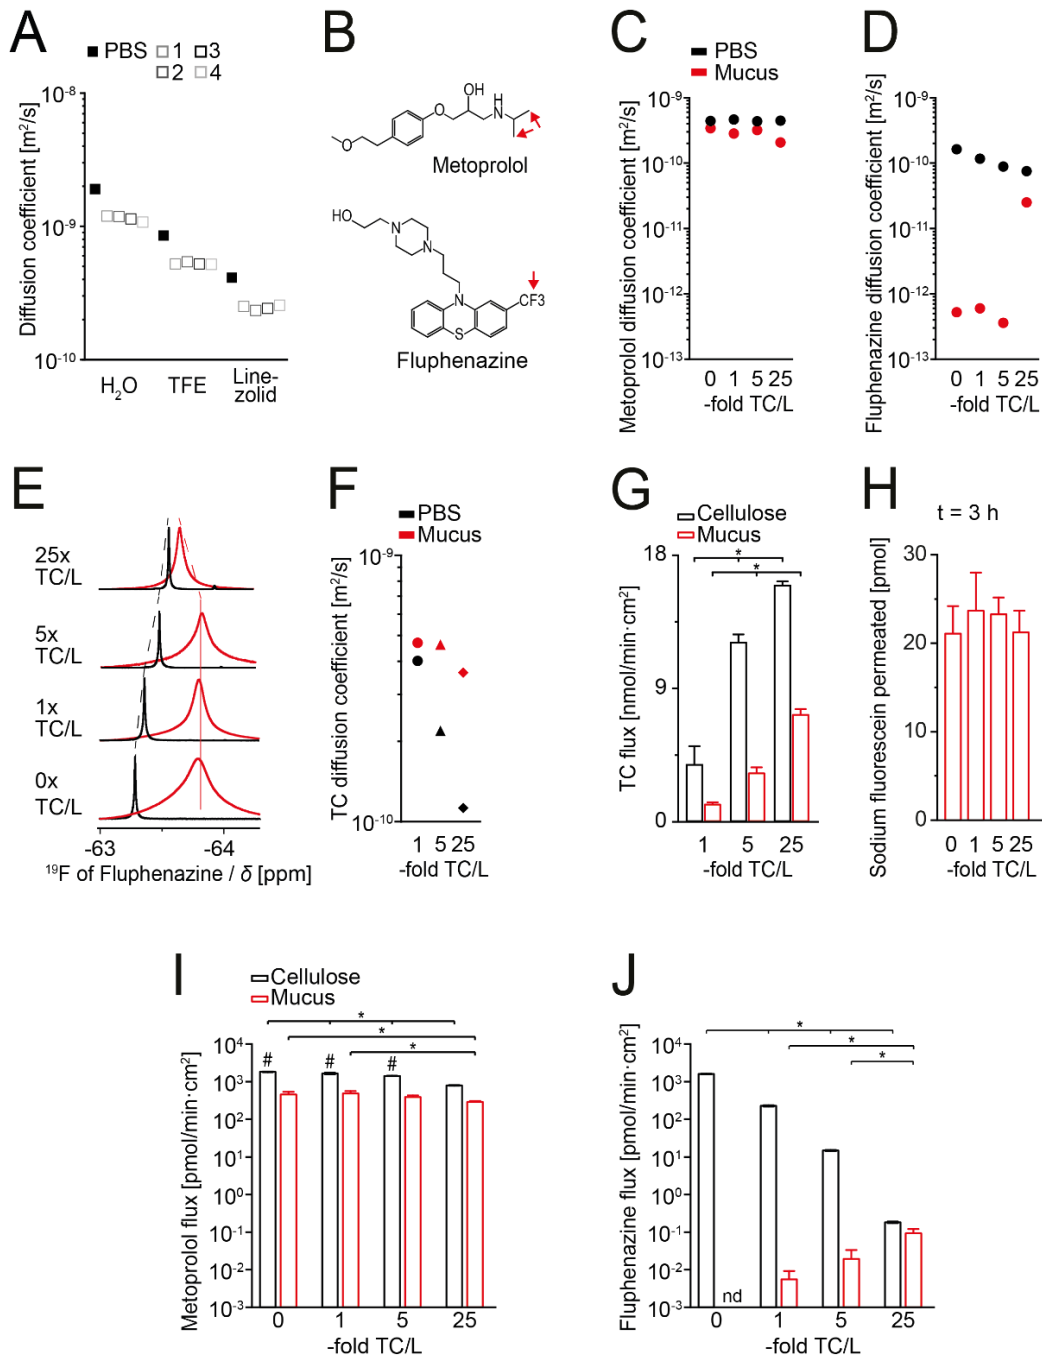 A
PBS 1 3
2 4
Diffusion coefficient [m²/s]
10⁻⁸
10⁻⁹
10⁻¹⁰
H₂O TFE Line-
zolid
B
OH
H
N
O
O
Metoprolol
HO
N
N
N
CF3
S
Fluphenazine
C
PBS
Mucus
Metoprolol diffusion coefficient [m²/s]
10⁻⁹
10⁻¹⁰
10⁻¹¹
10⁻¹²
10⁻¹³
0 1 5 25
-fold TC/L
D
Fluphenazine diffusion coefficient [m²/s]
10⁻⁹
10⁻¹⁰
10⁻¹¹
10⁻¹²
10⁻¹³
0 1 5 25
-fold TC/L
E
25x
TC/L
5x
TC/L
1x
TC/L
0x
TC/L
-63 -64
¹⁹F of Fluphenazine / δ [ppm]
F
PBS
Mucus
TC diffusion coefficient [m²/s]
10⁻⁹
10⁻¹⁰
1 5 25
-fold TC/L
G
Cellulose
Mucus
TC flux [nmol/min·cm²]
18
9
0
*
*
1 5 25
-fold TC/L
H
t = 3 h
Sodium fluorescein permeated [pmol]
30
20
10
0
0 1 5 25
-fold TC/L
I
Cellulose
Mucus
Metoprolol flux [pmol/min·cm²]
*
*
*
# # #
10⁴
10³
10²
10¹
10⁰
10⁻¹
10⁻²
10⁻³
0 1 5 25
-fold TC/L
J
Fluphenazine flux [pmol/min·cm²]
*
*
*
10⁴
10³
10²
10¹
10⁰
10⁻¹
10⁻²
10⁻³
nd
0 1 5 25
-fold TC/L